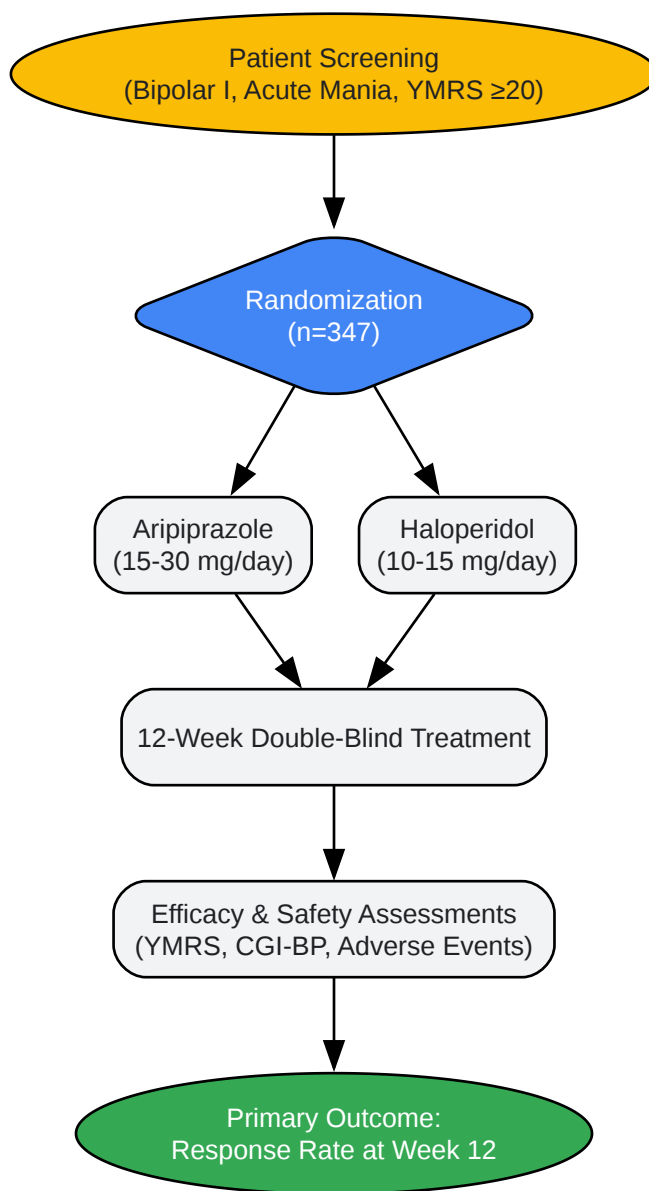 Patient Screening
(Bipolar I, Acute Mania, YMRS ≥20)
Randomization
(n=347)
Aripiprazole
(15-30 mg/day)
Haloperidol
(10-15 mg/day)
12-Week Double-Blind Treatment
Efficacy & Safety Assessments
(YMRS, CGI-BP, Adverse Events)
Primary Outcome:
Response Rate at Week 12